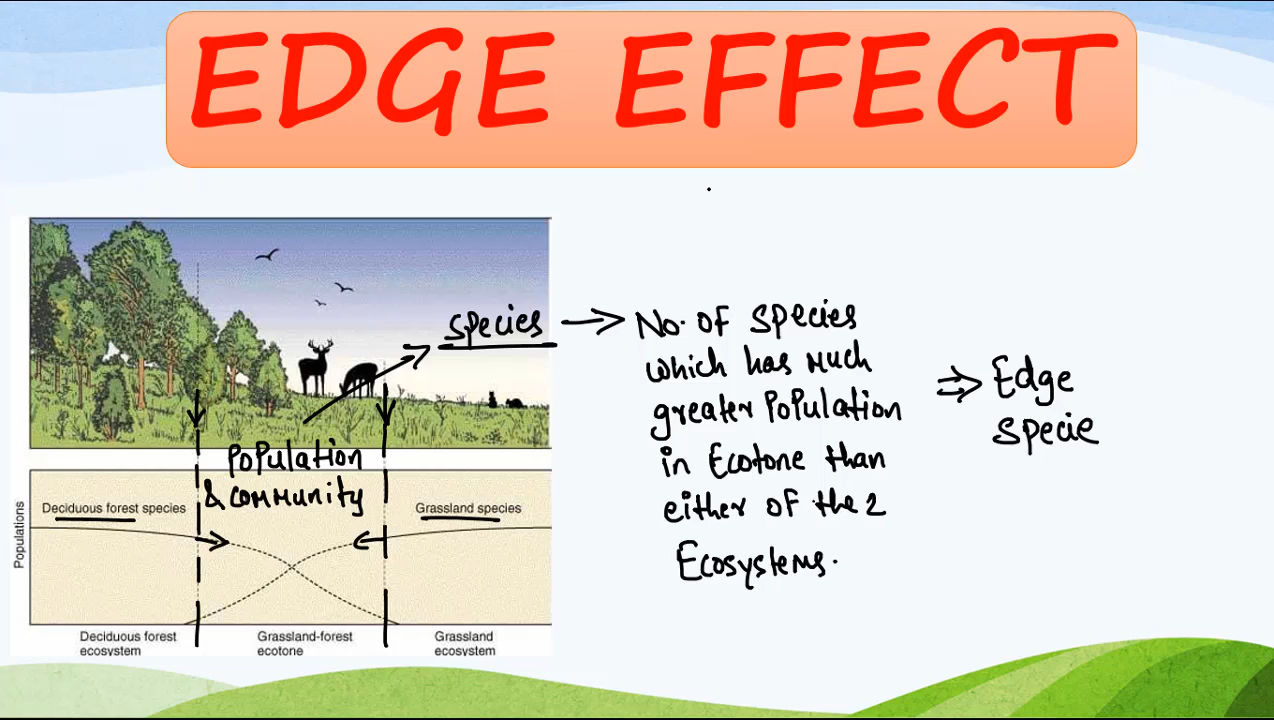 EDGE EFFECT
Species
No. of species
which has much
greater population
in Ecotone than
either of the 2
Ecosystems.
Edge
specie
Population
& community
Populations
Deciduous forest species
Grassland species
Deciduous forest
ecosystem
Grassland-forest
ecotone
Grassland
ecosystem